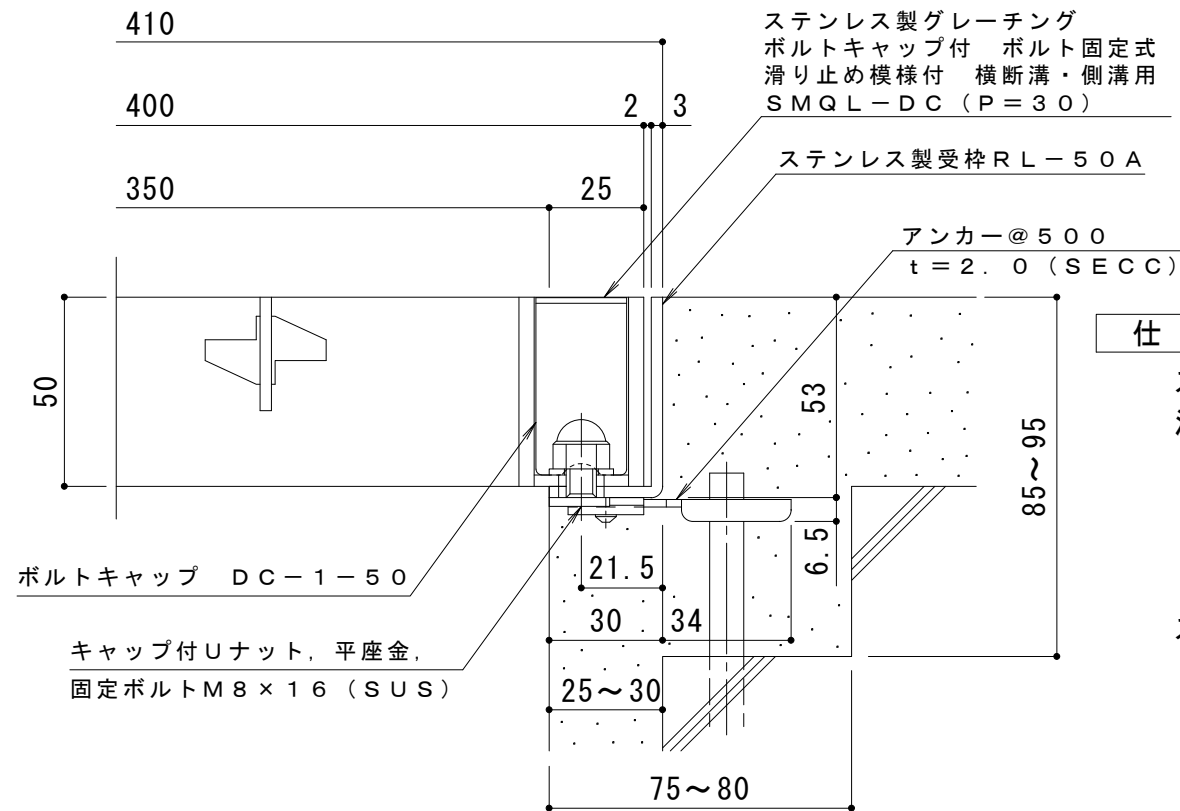 410
ステンレス製グレーチング
ボルトキャップ付　ボルト固定式
滑り止め模様付　横断溝・側溝用
SMQL-DC(P=30)
400
2
3
ステンレス製受枠RL-50A
350
25
アンカー@500
t=2.0(SECC)
仕
50
53
85~95
6.5
ボルトキャップ　DC-1-50
21.5
30
34
キャップ付Uナット,平座金,
固定ボルトM8×16(SUS)
25~30
75~80